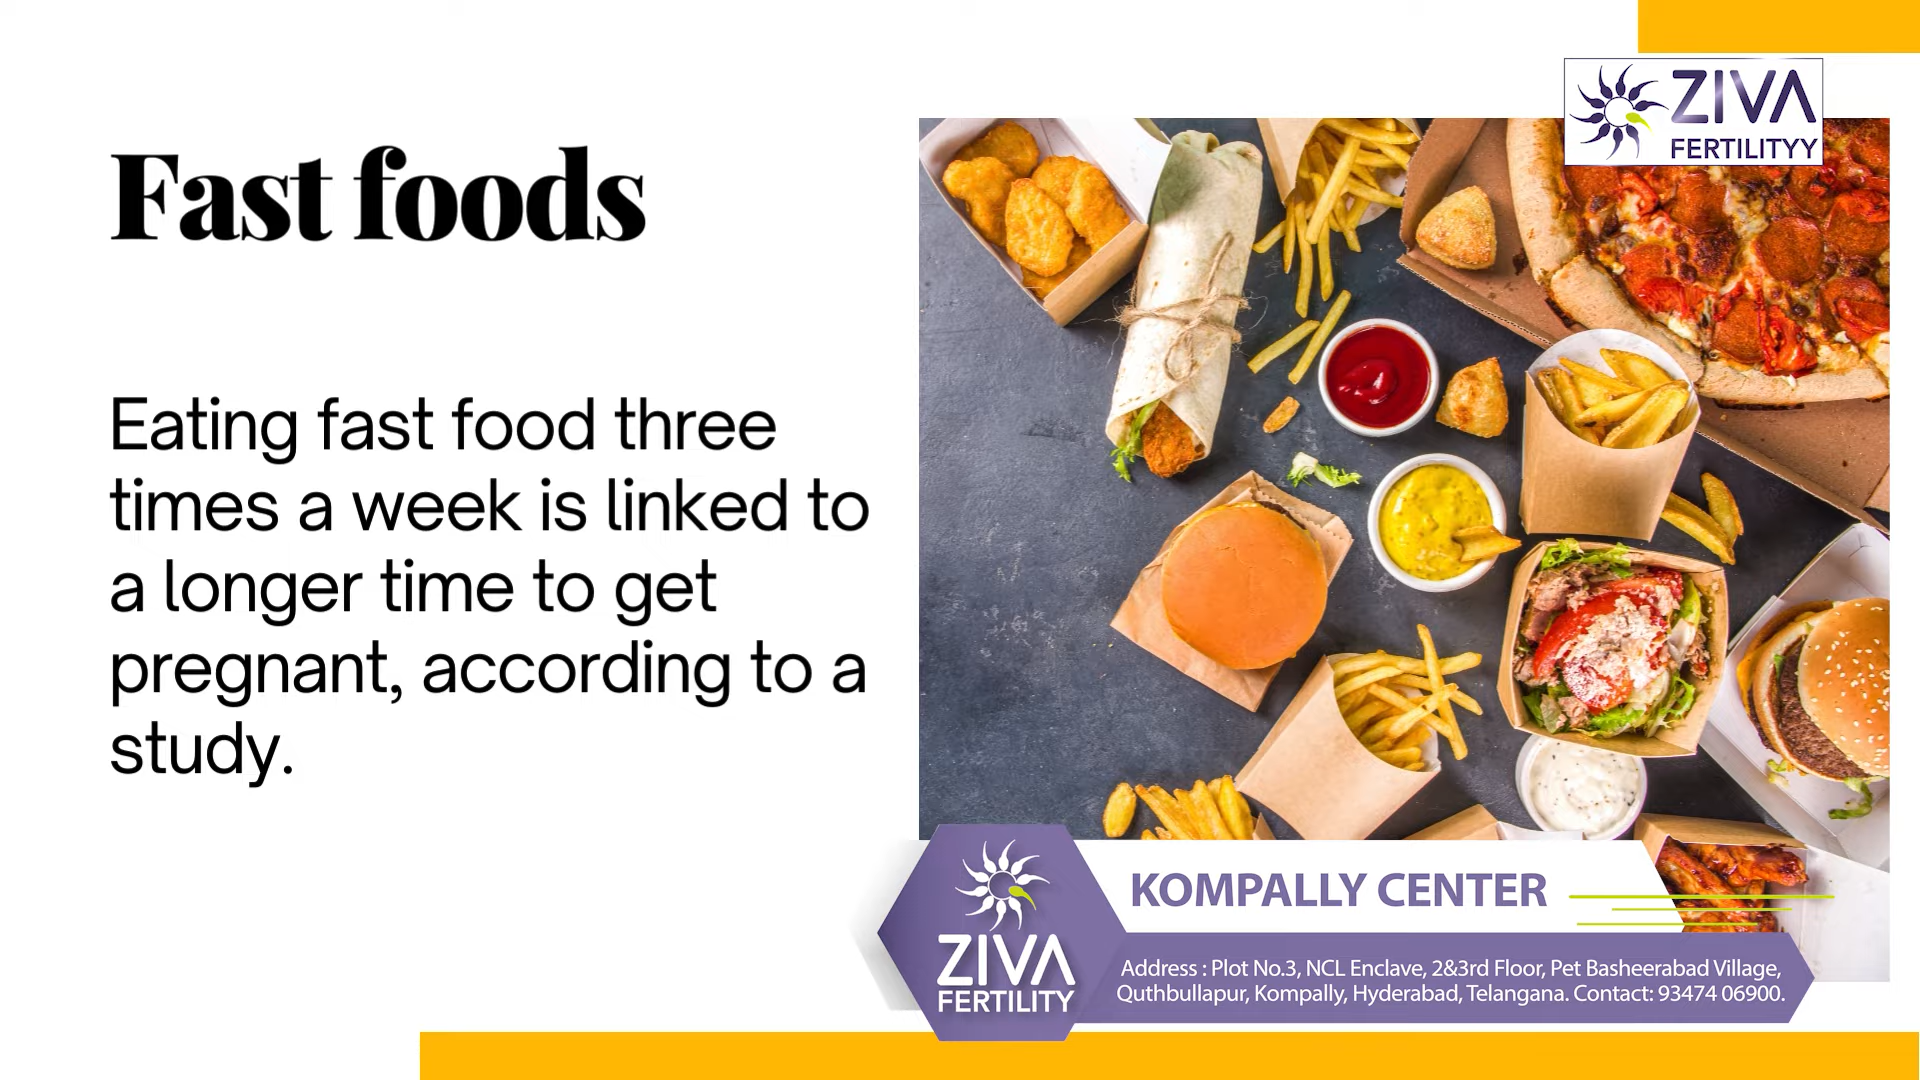 ZIVA
FERTILITYY
Fast foods
Eating fast food three
times a week is linked to
a longer time to get
pregnant, according to a
study.
ZIVA
FERTILITY
KOMPALLY CENTER
Address : Plot No.3, NCL Enclave, 2&3rd Floor, Pet Basheerabad Village,
Quthbullapur, Kompally, Hyderabad, Telangana. Contact: 93474 06900.